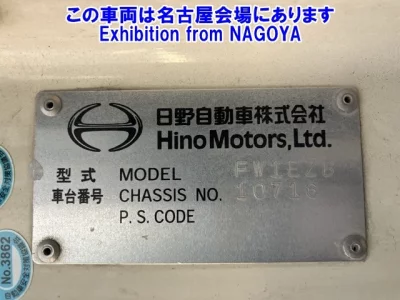 この車両は名古屋会場にあります
Exhibition from NAGOYA
日野自動車株式会社
Hino Motors, Ltd.
型式 MODEL FW1EZB
車台番号 CHASSIS NO.
P.S. CODE
No.3862